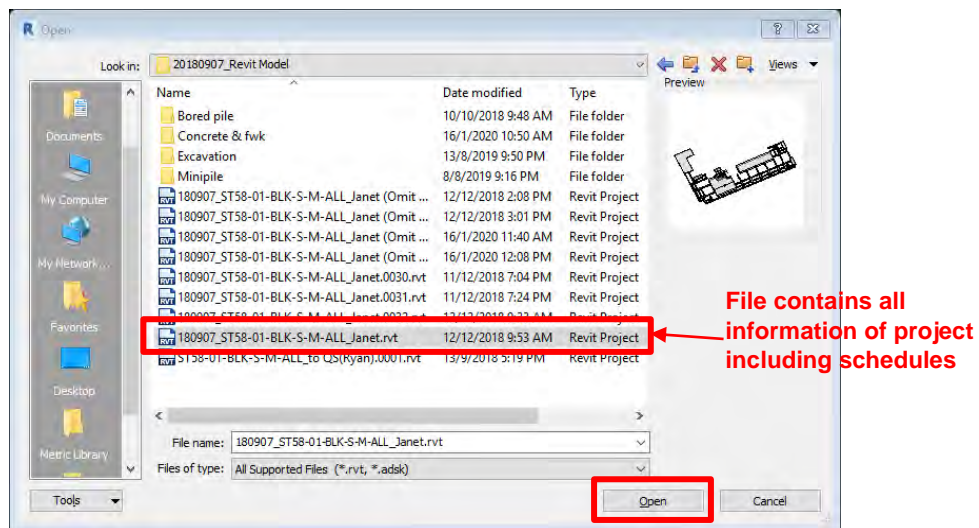 R Open
Look in: 20180907_Revit Model Views
Preview
Name Date modified Type
Bored pile 10/10/2018 9:48 AM File folder
Concrete & fwk 16/1/2020 10:50 AM File folder
Excavation 13/8/2019 9:50 PM File folder
Minipile 8/8/2019 9:16 PM File folder
RVT 180907_ST58-01-BLK-S-M-ALL_Janet (Omit ... 12/12/2018 2:08 PM Revit Project
RVT 180907_ST58-01-BLK-S-M-ALL_Janet (Omit ... 12/12/2018 3:01 PM Revit Project
RVT 180907_ST58-01-BLK-S-M-ALL_Janet (Omit ... 16/1/2020 11:40 AM Revit Project
RVT 180907_ST58-01-BLK-S-M-ALL_Janet (Omit ... 16/1/2020 12:08 PM Revit Project
RVT 180907_ST58-01-BLK-S-M-ALL_Janet.0030.rvt 11/12/2018 7:04 PM Revit Project
RVT 180907_ST58-01-BLK-S-M-ALL_Janet.0031.rvt 11/12/2018 7:24 PM Revit Project
RVT 180907_ST58-01-BLK-S-M-ALL_Janet.rvt 12/12/2018 9:53 AM Revit Project
RVT ST58-01-BLK-S-M-ALL_to QS(Ryan).0001.rvt 13/9/2018 5:19 PM Revit Project
Documents
My Computer
My Network...
Favorites
Desktop
Metric Library
File contains all
information of project
including schedules
File name: 180907_ST58-01-BLK-S-M-ALL_Janet.rvt
Files of type: All Supported Files (*.rvt, *.adsk)
Tools Open Cancel